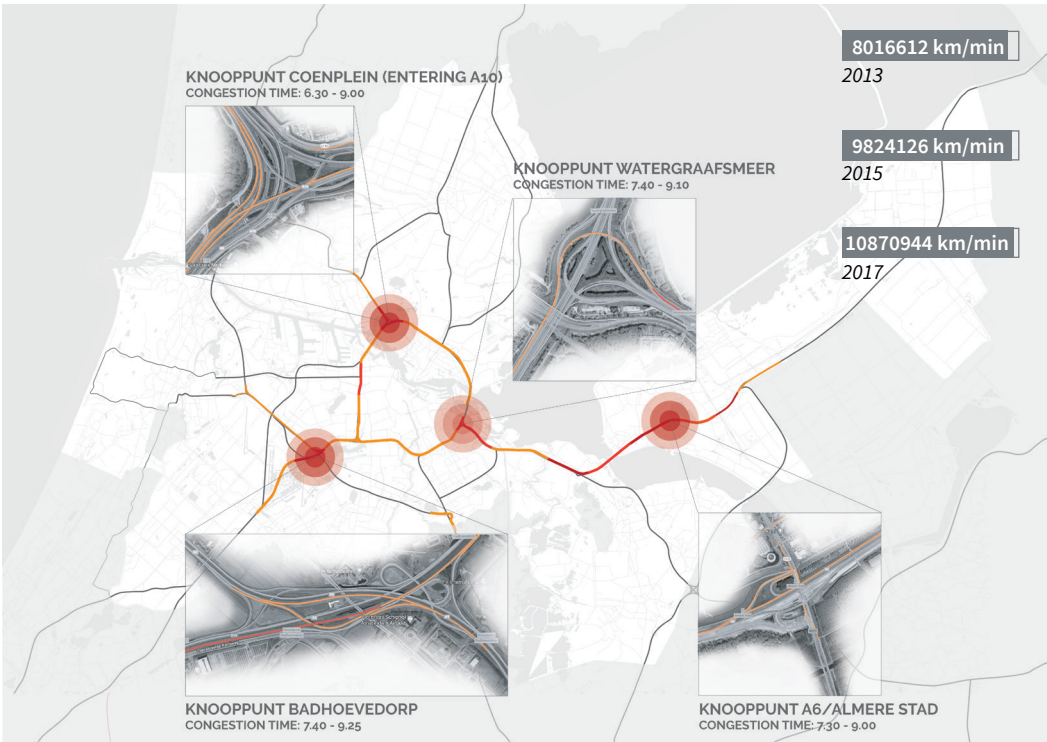 KNOOPPUNT COENPLEIN (ENTERING A10)
CONGESTION TIME: 6.30 - 9.00
KNOOPPUNT WATERGRAAFSMEER
CONGESTION TIME: 7.40 - 9.10
8016612 km/min
2013
9824126 km/min
2015
10870944 km/min
2017
KNOOPPUNT BADHOEVEDORP
CONGESTION TIME: 7.40 - 9.25
KNOOPPUNT A6/ALMERE STAD
CONGESTION TIME: 7.30 - 9.00